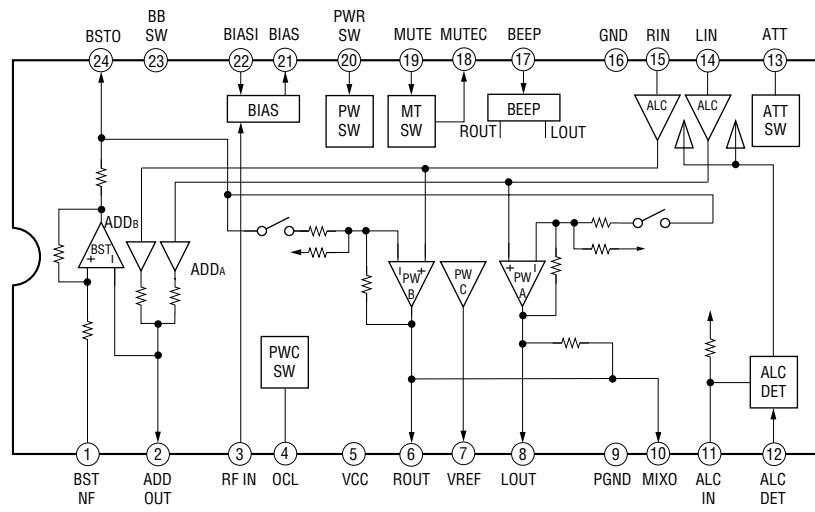 BSTO
BB
SW
BIASI
BIAS
PWR
SW
MUTE
MUTEC
BEEP
GND
RIN
LIN
ATT
24
23
22
21
20
19
18
17
16
15
14
13
BIAS
PW
SW
MT
SW
BEEP
ROUT
LOUT
ALC
ALC
ATT
SW
ADDB
BST
+
−
ADDA
− +
PW
B
PW
C
+ −
PW
A
PWC
SW
ALC
DET
1
2
3
4
5
6
7
8
9
10
11
12
BST
NF
ADD
OUT
RF IN
OCL
VCC
ROUT
VREF
LOUT
PGND
MIXO
ALC
IN
ALC
DET